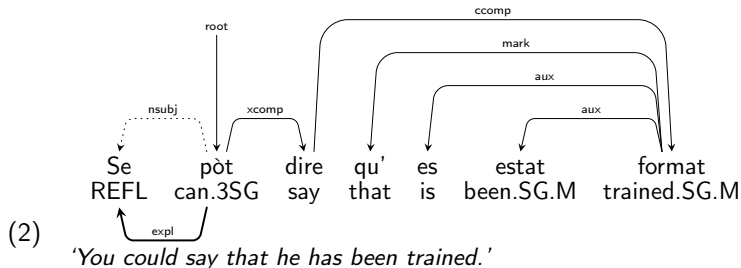 ccomp
root
mark
aux
nsubj xcomp aux
Se pòt dire qu' es estat format
REFL can.3SG say that is been.SG.M trained.SG.M
expl
(2)
‘You could say that he has been trained.’